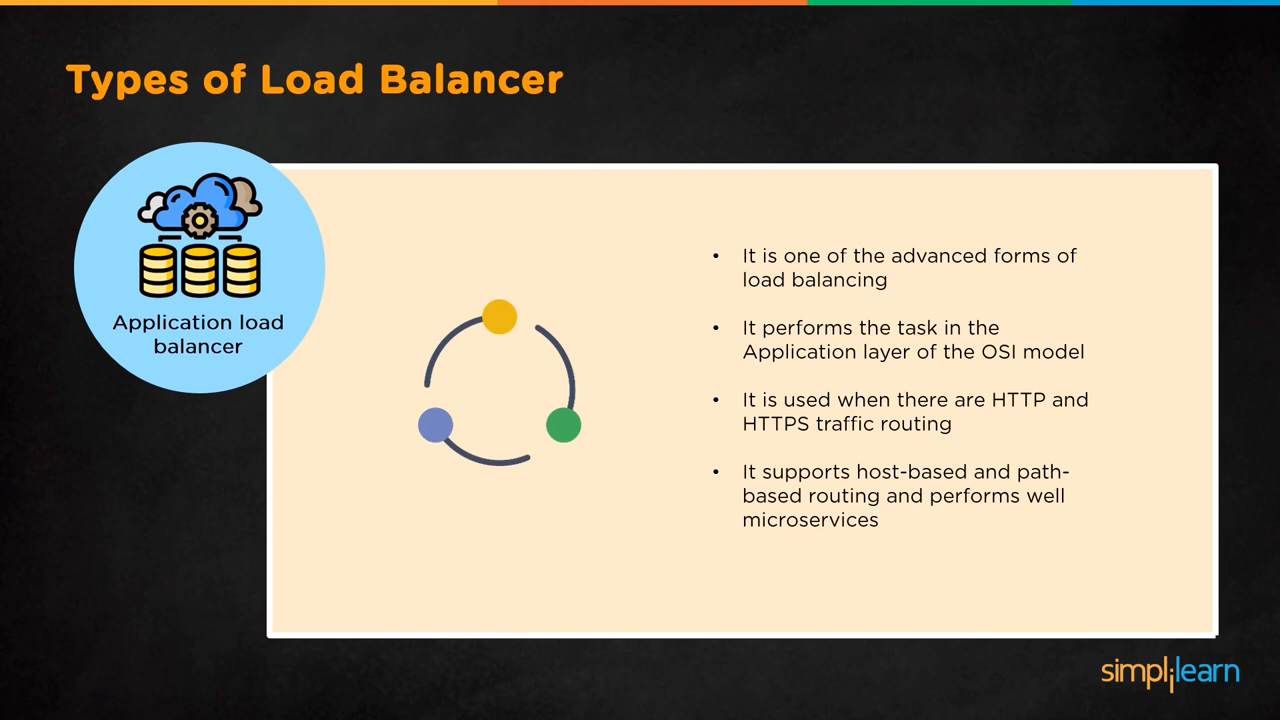 Types of Load Balancer
Application load
balancer
• It is one of the advanced forms of
load balancing
• It performs the task in the
Application layer of the OSI model
• It is used when there are HTTP and
HTTPS traffic routing
• It supports host-based and path-
based routing and performs well
microservices
simplilearn